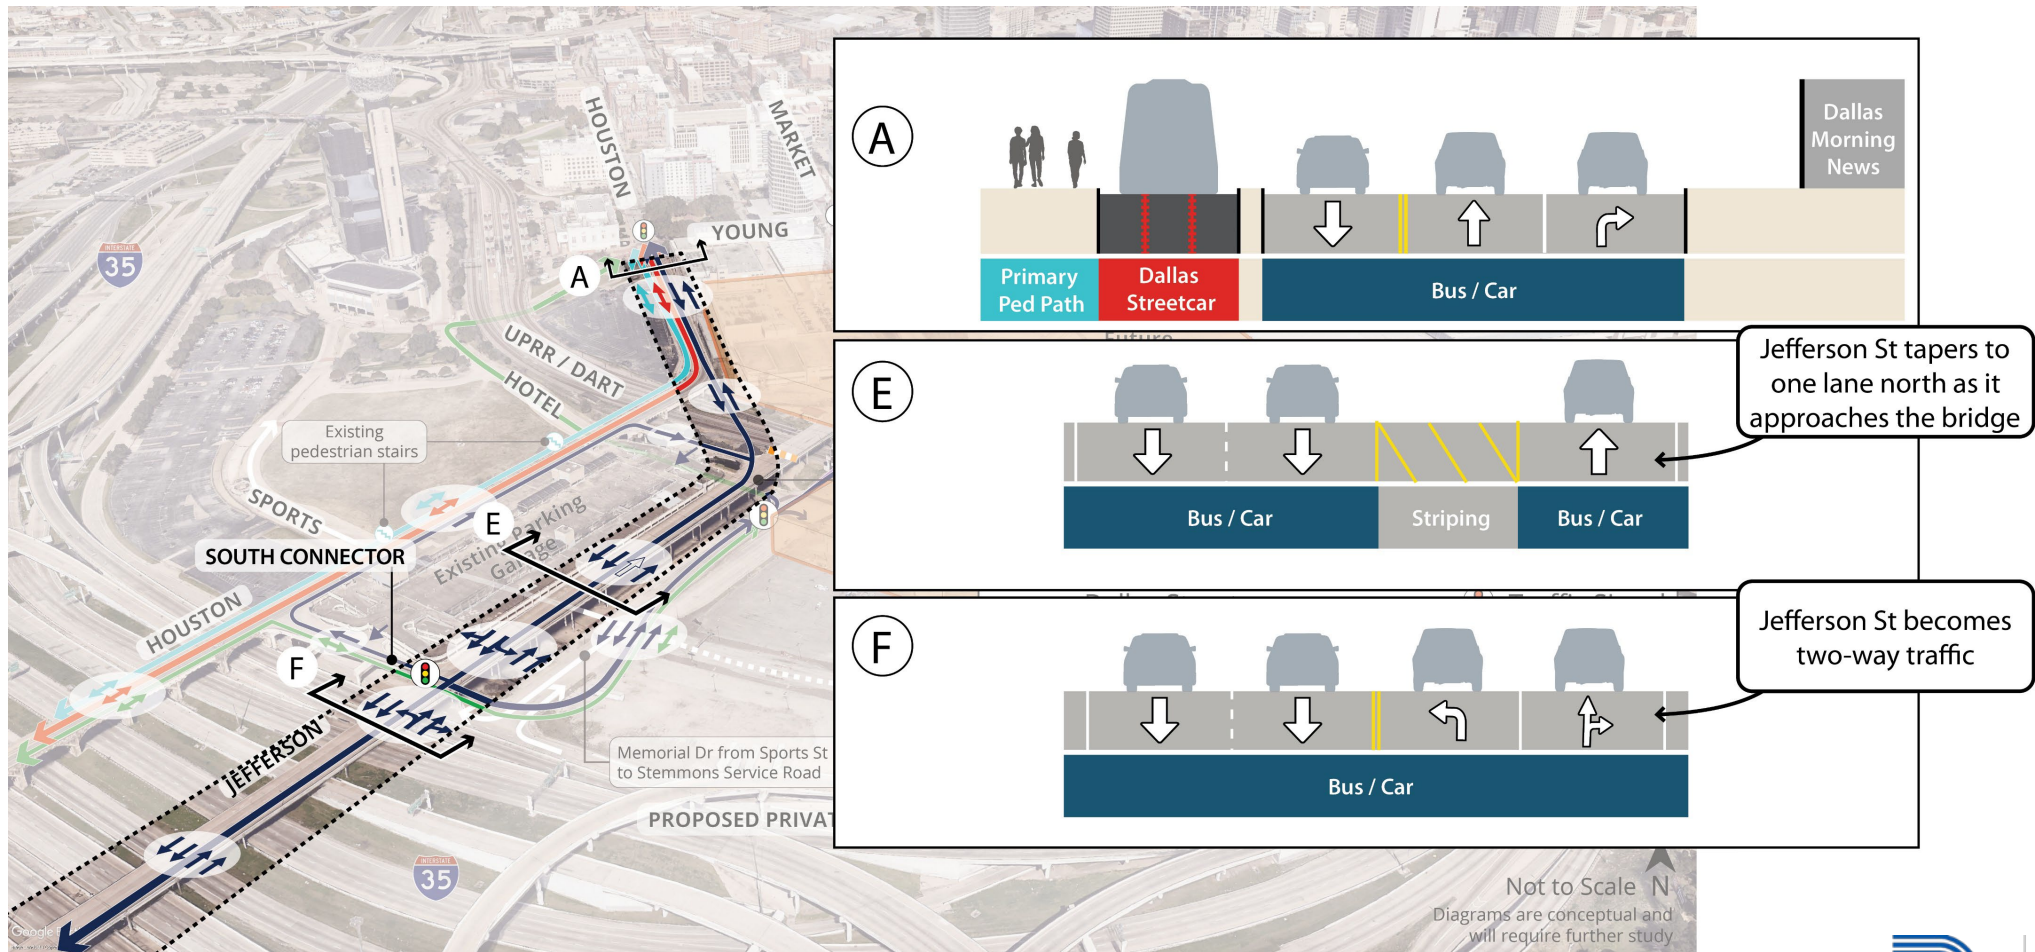 HOUSTON
MARKET
YOUNG
INTERSTATE
35
A
UPRR / DART
HOTEL
Existing
pedestrian stairs
SPORTS
E
SOUTH CONNECTOR
Existing Parking
Garage
HOUSTON
F
JEFFERSON
Memorial Dr from Sports St
to Stemmons Service Road
PROPOSED PRIVAT
INTERSTATE
35
Google
A
Dallas
Morning
News
Primary
Ped Path
Dallas
Streetcar
Bus / Car
Future
E
Jefferson St tapers to
one lane north as it
approaches the bridge
Bus / Car
Striping
Bus / Car
F
Jefferson St becomes
two-way traffic
Bus / Car
Not to Scale N
Diagrams are conceptual and
will require further study